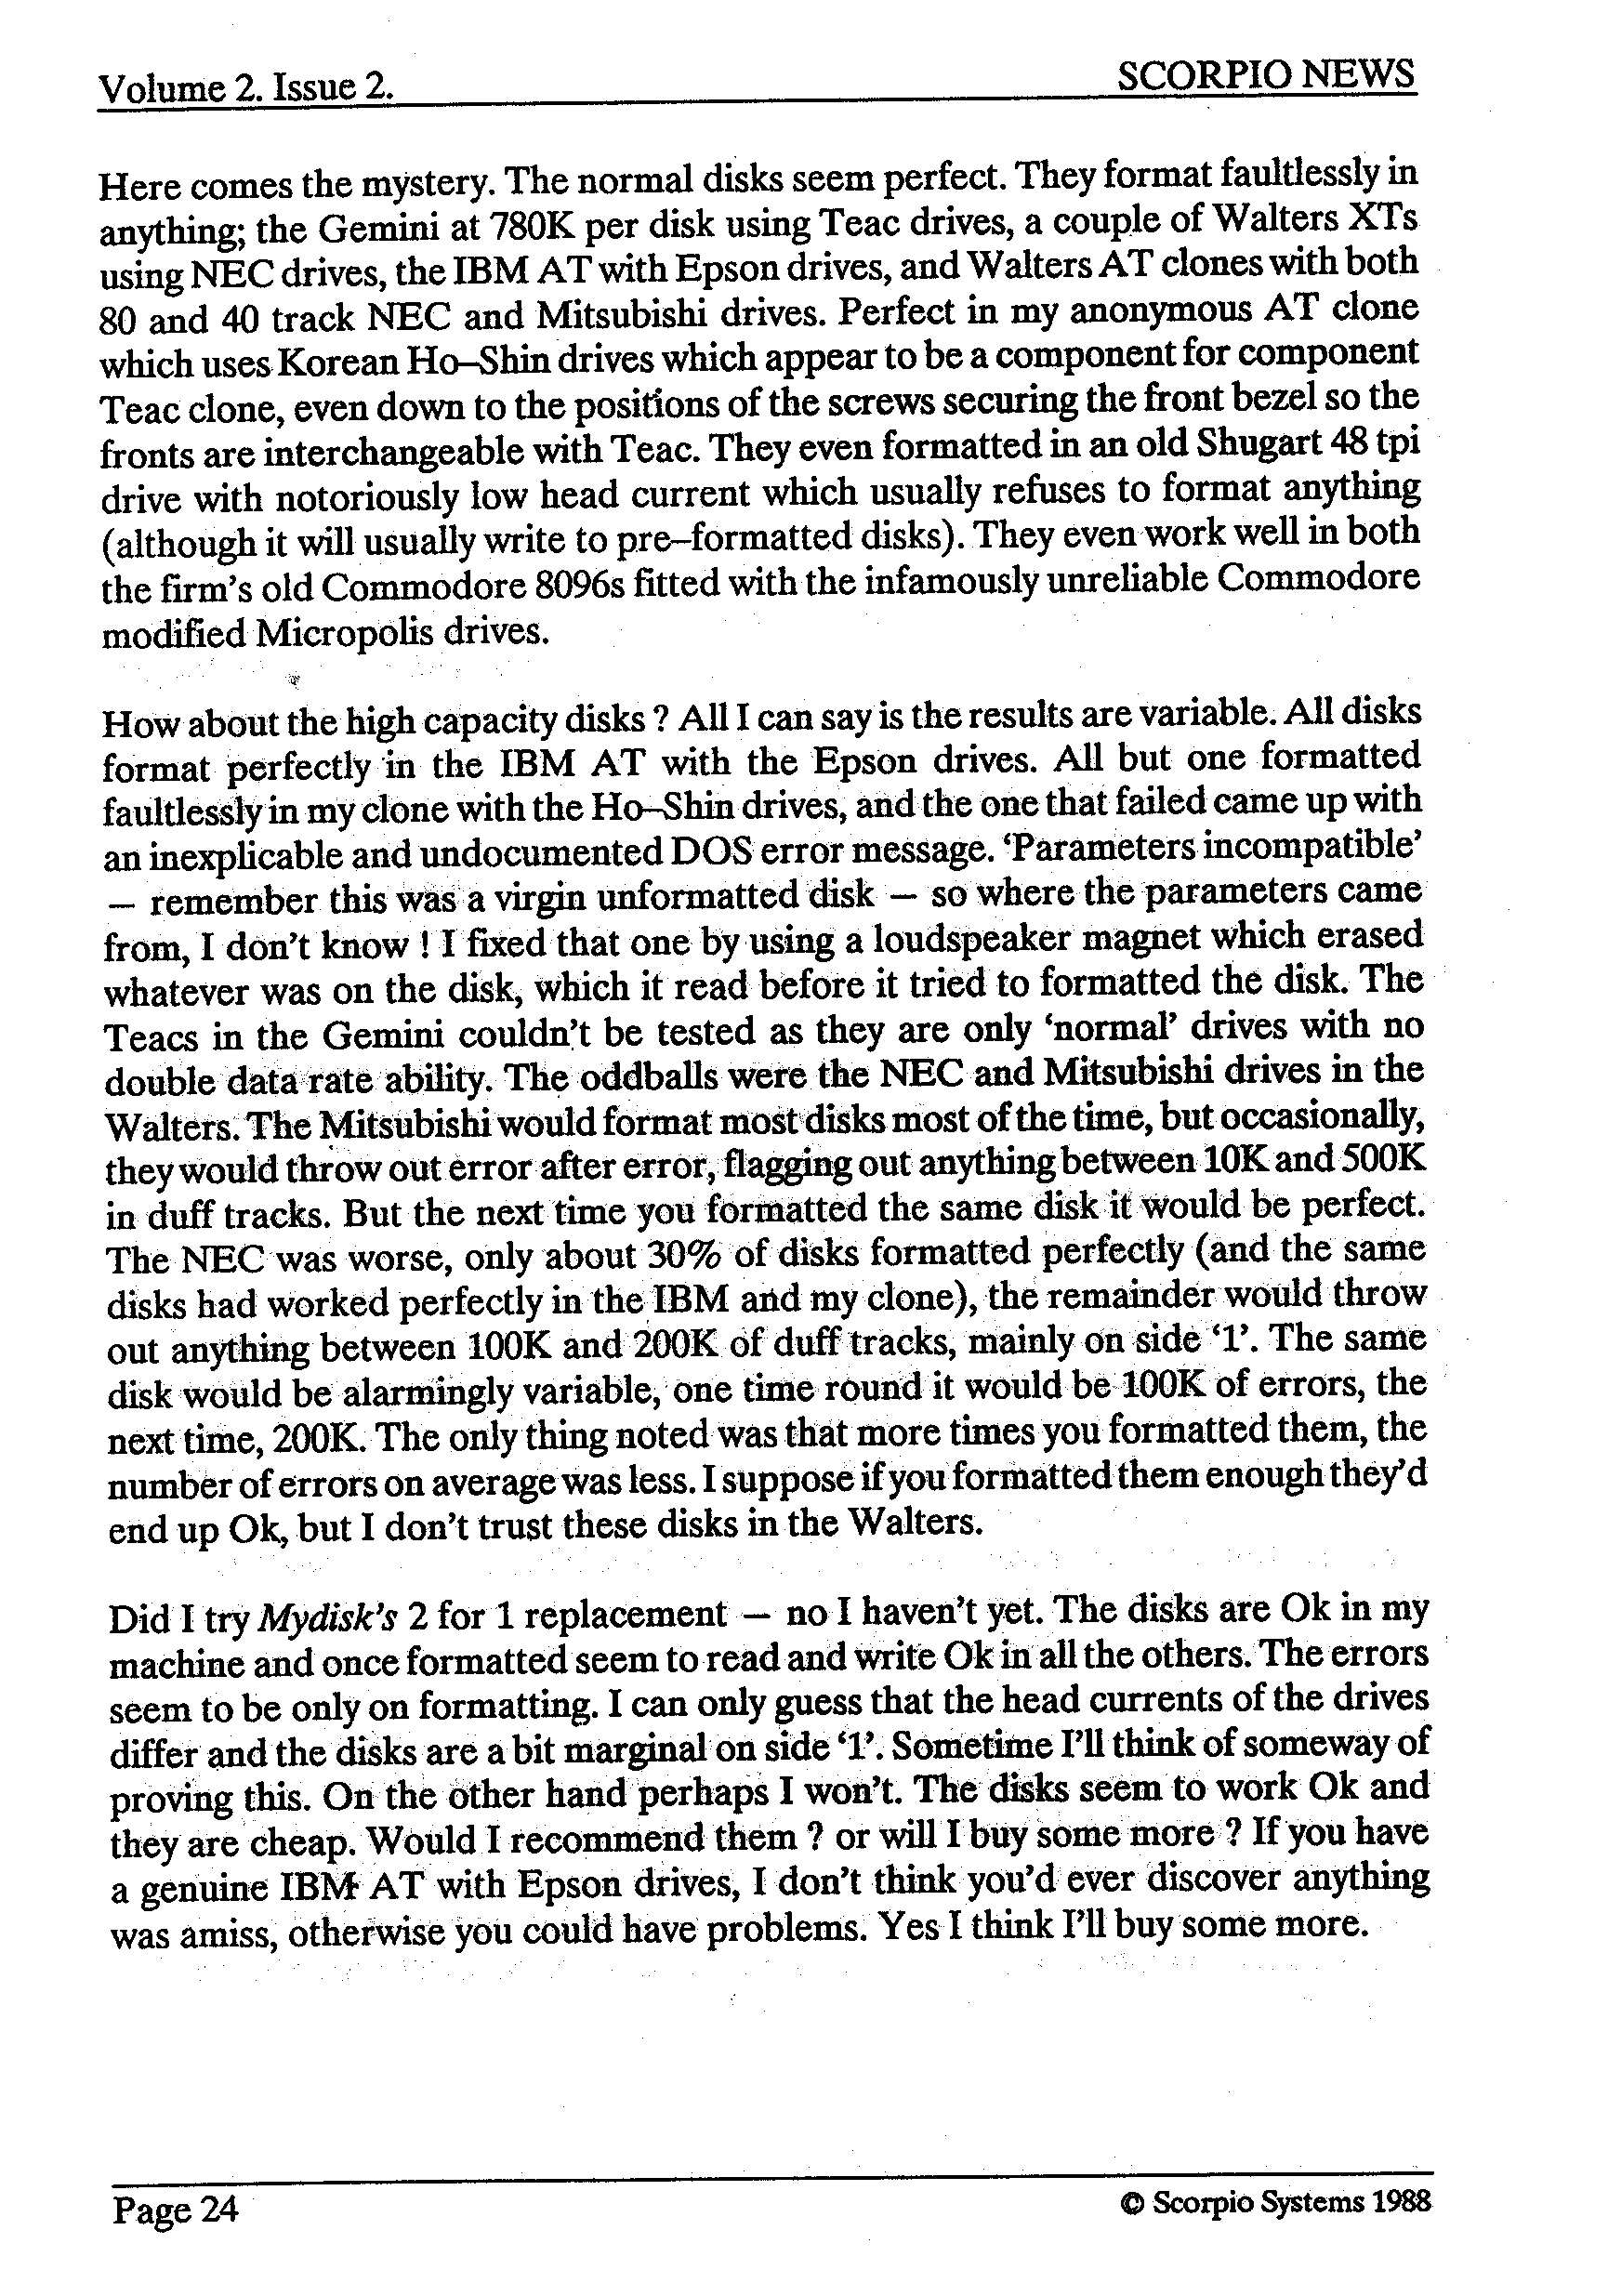 Volume 2. Issue 2. SCORPIO NEWS
Here comes the mystery. The normal disks seem perfect. They format faultlessly in
anything; the Gemini at 780K per disk using Teac drives, a couple of Walters XTs
using NEC drives, the IBM AT with Epson drives, and Walters AT clones with both
80 and 40 track NEC and Mitsubishi drives. Perfect in my anonymous AT clone
which uses Korean Ho–Shin drives which appear to be a component for component
Teac clone, even down to the positions of the screws securing the front bezel so the
fronts are interchangeable with Teac. They even formatted in an old Shugart 48 tpi
drive with notoriously low head current which usually refuses to format anything
(although it will usually write to pre–formatted disks). They even work well in both
the firm's old Commodore 8096s fitted with the infamously unreliable Commodore
modified Micropolis drives.
How about the high capacity disks ? All I can say is the results are variable. All disks
format perfectly in the IBM AT with the Epson drives. All but one formatted
faultlessly in my clone with the Ho–Shin drives, and the one that failed came up with
an inexplicable and undocumented DOS error message. ‘Parameters incompatible’
— remember this was a virgin unformatted disk — so where the parameters came
from, I don't know ! I fixed that one by using a loudspeaker magnet which erased
whatever was on the disk, which it read before it tried to formatted the disk. The
Teacs in the Gemini couldn't be tested as they are only ‘normal’ drives with no
double data rate ability. The oddballs were the NEC and Mitsubishi drives in the
Walters. The Mitsubishi would format most disks most of the time, but occasionally,
they would throw out error after error, flagging out anything between 10K and 500K
in duff tracks. But the next time you formatted the same disk it would be perfect.
The NEC was worse, only about 30% of disks formatted perfectly (and the same
disks had worked perfectly in the IBM and my clone), the remainder would throw
out anything between 100K and 200K of duff tracks, mainly on side ‘1’. The same
disk would be alarmingly variable, one time round it would be 100K of errors, the
next time, 200K. The only thing noted was that more times you formatted them, the
number of errors on average was less. I suppose if you formatted them enough they'd
end up Ok, but I don't trust these disks in the Walters.
Did I try Mydisk's 2 for 1 replacement — no I haven't yet. The disks are Ok in my
machine and once formatted seem to read and write Ok in all the others. The errors
seem to be only on formatting. I can only guess that the head currents of the drives
differ and the disks are a bit marginal on side ‘1’. Sometime I'll think of someway of
proving this. On the other hand perhaps I won't. The disks seem to work Ok and
they are cheap. Would I recommend them ? or will I buy some more ? If you have
a genuine IBM AT with Epson drives, I don't think you'd ever discover anything
was amiss, otherwise you could have problems. Yes I think I'll buy some more.
Page 24 © Scorpio Systems 1988